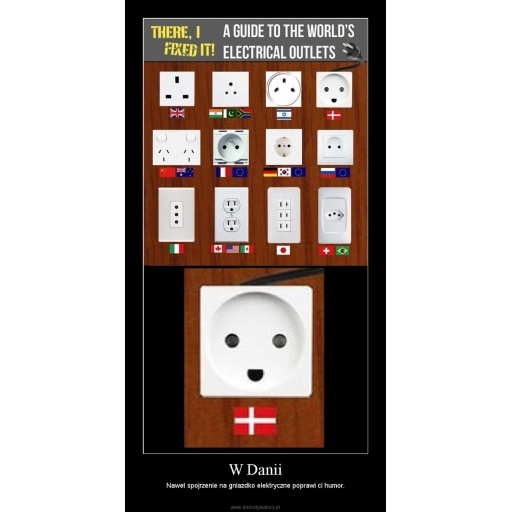 THERE, I
FIXED IT!
A GUIDE TO THE WORLD'S
ELECTRICAL OUTLETS
W Danii
Nawet spojrzenie na gniazdko elektryczne poprawi ci humor.
www.demotywatory.pl